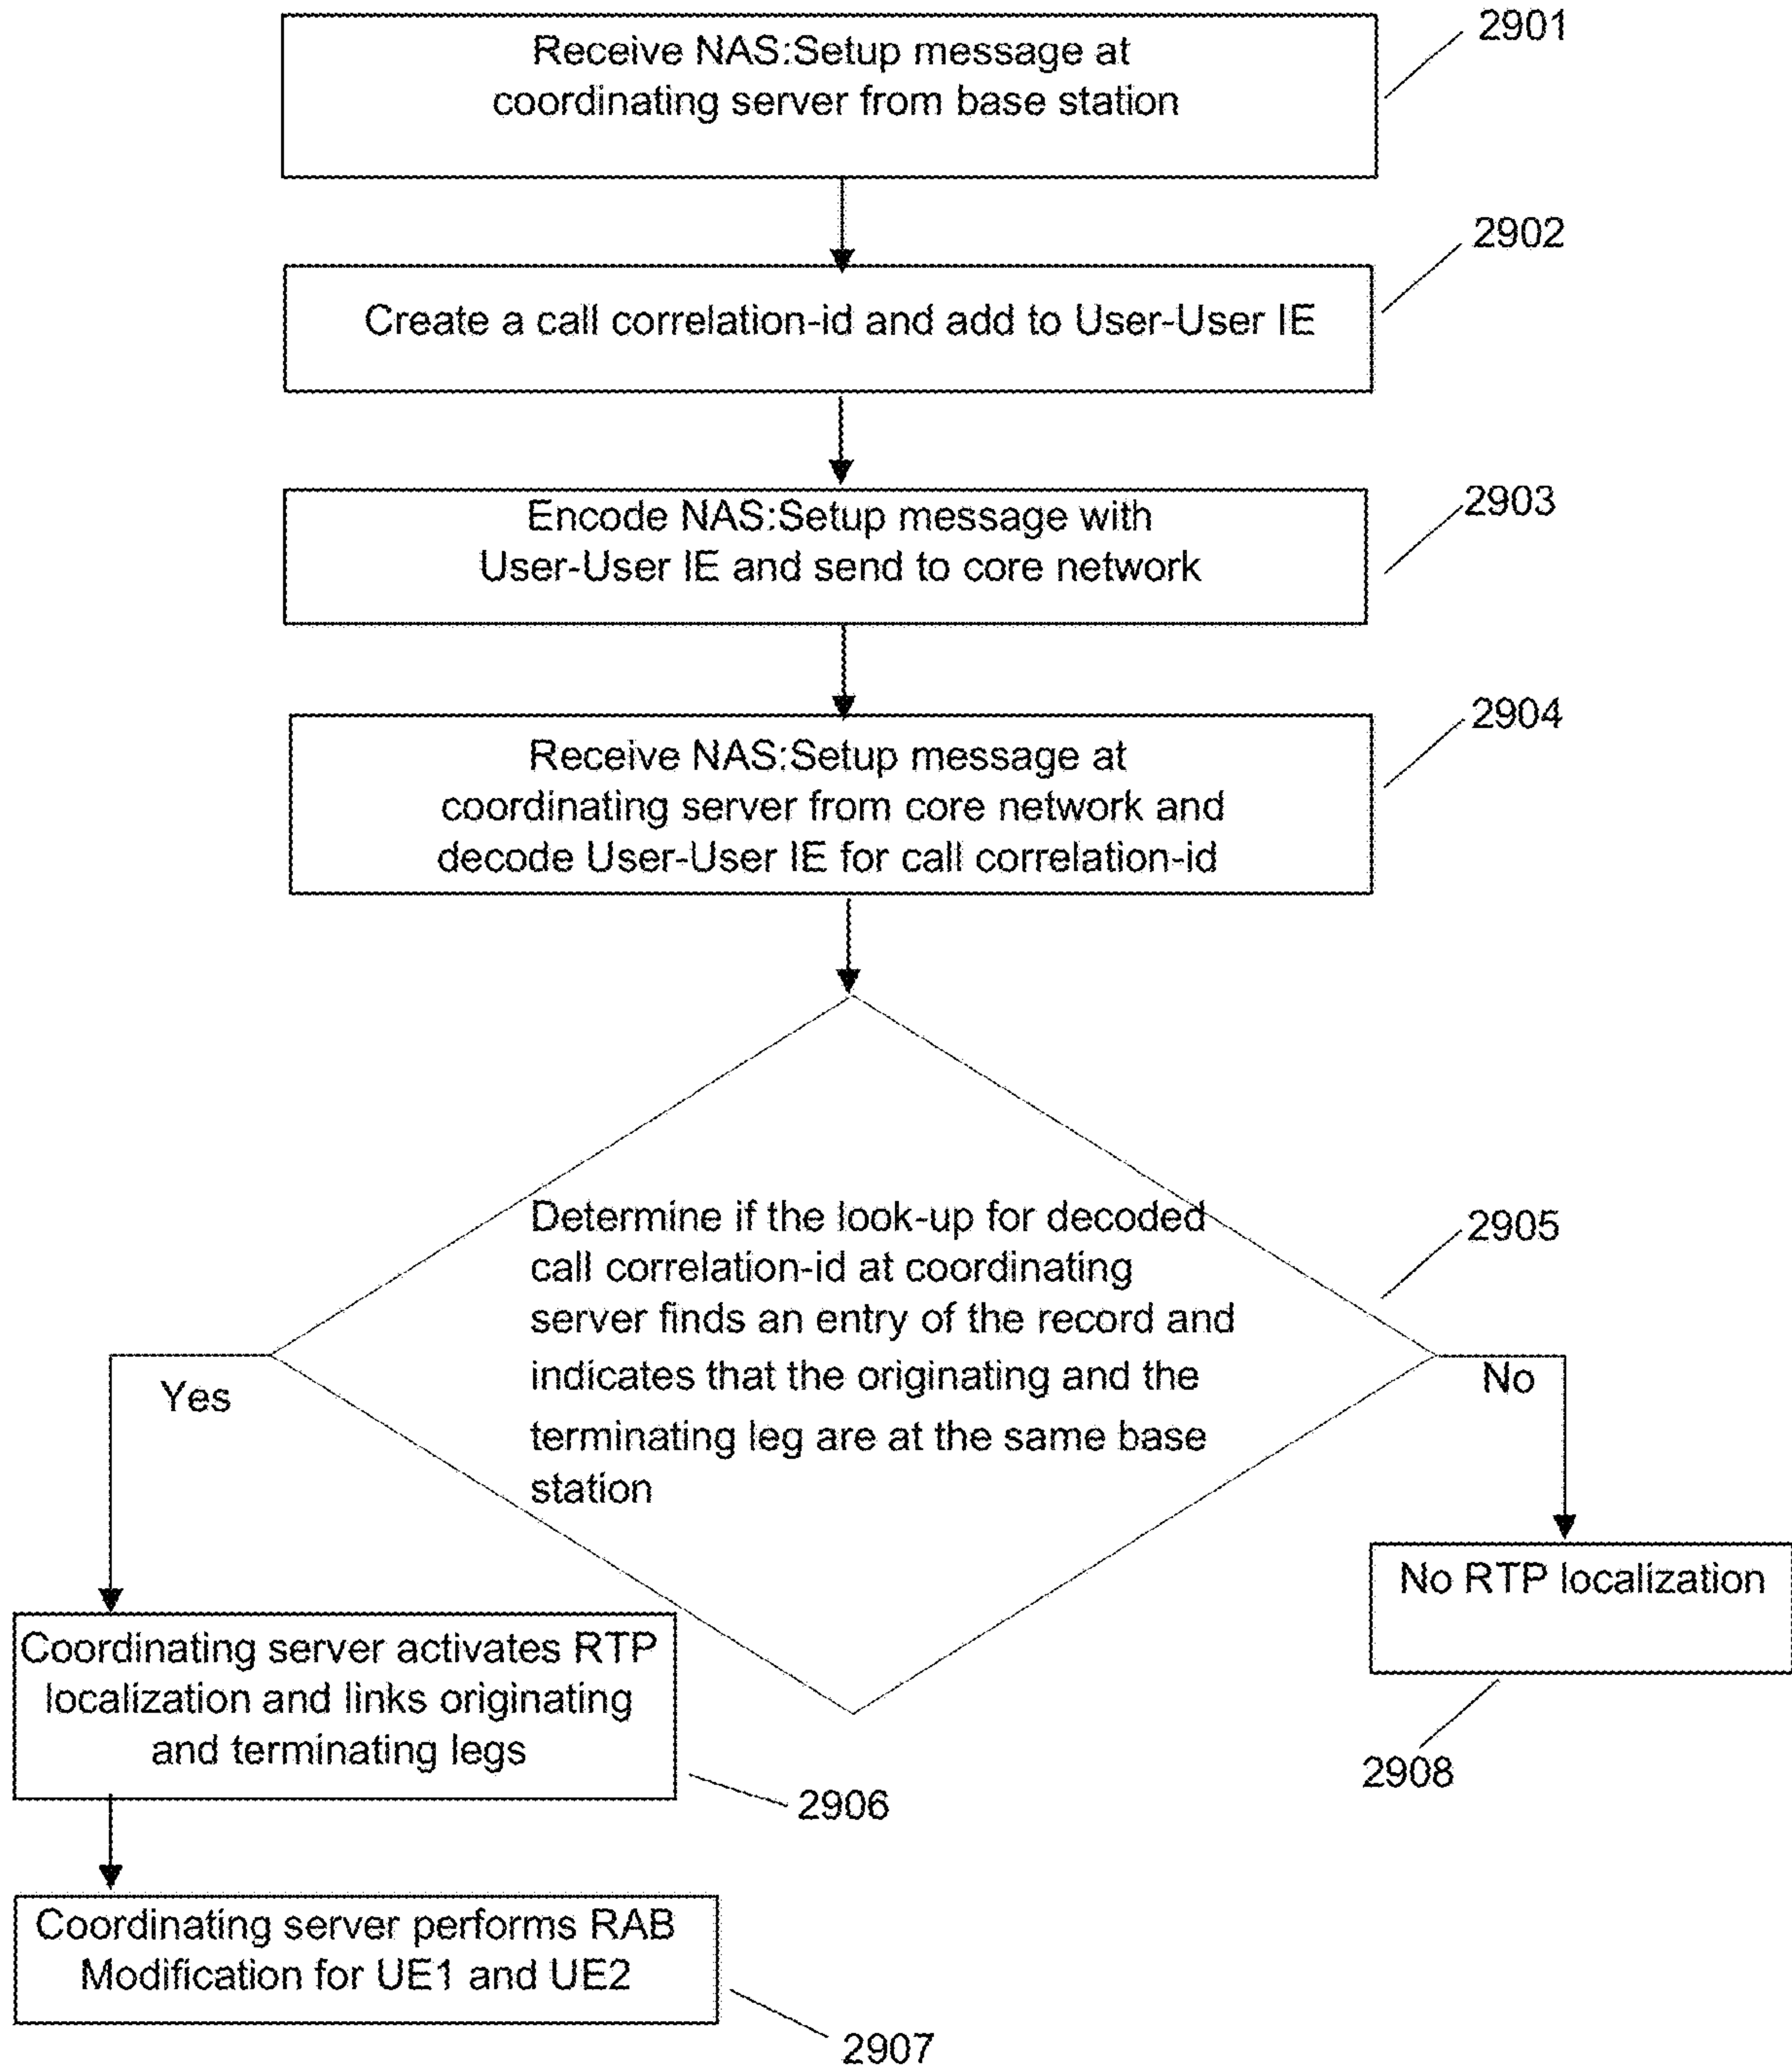 Receive NAS:Setup message at
coordinating server from base station
2901
Create a call correlation-id and add to User-User IE
2902
Encode NAS:Setup message with
User-User IE and send to core network
2903
Receive NAS:Setup message at
coordinating server from core network and
decode User-User IE for call correlation-id
2904
Determine if the look-up for decoded
call correlation-id at coordinating
server finds an entry of the record and
indicates that the originating and the
terminating leg are at the same base
station
2905
Yes
No
Coordinating server activates RTP
localization and links originating
and terminating legs
2906
No RTP localization
2908
Coordinating server performs RAB
Modification for UE1 and UE2
2907